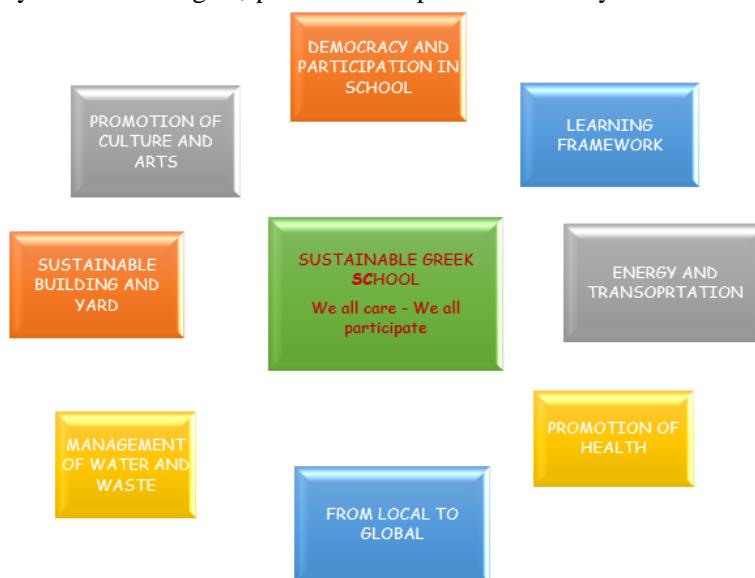 DEMOCRACY AND
PARTICIPATION IN
SCHOOL
PROMOTION OF
CULTURE AND
ARTS
LEARNING
FRAMEWORK
SUSTAINABLE
BUILDING AND
YARD
SUSTAINABLE GREEK
SCHOOL
We all care - We all
participate
ENERGY AND
TRANSOPRTATION
MANAGEMENT
OF WATER AND
WASTE
PROMOTION OF
HEALTH
FROM LOCAL TO
GLOBAL